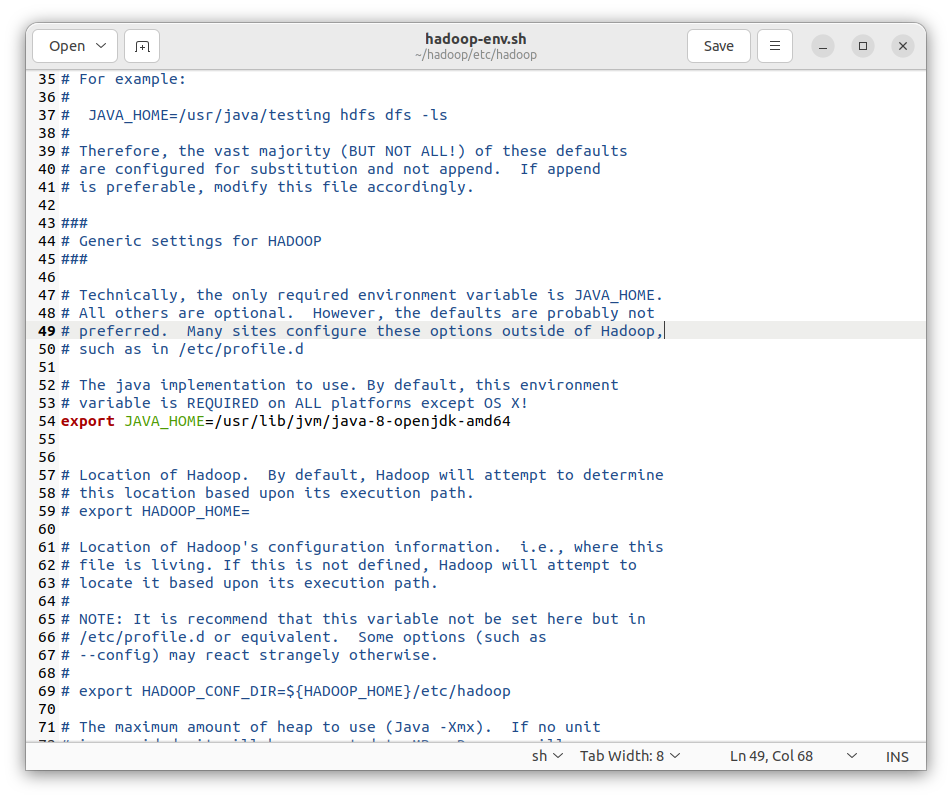 Open
hadoop-env.sh
~/hadoop/etc/hadoop
Save
35 # For example:
36 #
37 #  JAVA_HOME=/usr/java/testing hdfs dfs -ls
38 #
39 # Therefore, the vast majority (BUT NOT ALL!) of these defaults
40 # are configured for substitution and not append.  If append
41 # is preferable, modify this file accordingly.
42
43 ###
44 # Generic settings for HADOOP
45 ###
46
47 # Technically, the only required environment variable is JAVA_HOME.
48 # All others are optional.  However, the defaults are probably not
49 # preferred.  Many sites configure these options outside of Hadoop,
50 # such as in /etc/profile.d
51
52 # The java implementation to use. By default, this environment
53 # variable is REQUIRED on ALL platforms except OS X!
54 export JAVA_HOME=/usr/lib/jvm/java-8-openjdk-amd64
55
56
57 # Location of Hadoop.  By default, Hadoop will attempt to determine
58 # this location based upon its execution path.
59 # export HADOOP_HOME=
60
61 # Location of Hadoop's configuration information.  i.e., where this
62 # file is living. If this is not defined, Hadoop will attempt to
63 # locate it based upon its execution path.
64 #
65 # NOTE: It is recommend that this variable not be set here but in
66 # /etc/profile.d or equivalent.  Some options (such as
67 # --config) may react strangely otherwise.
68 #
69 # export HADOOP_CONF_DIR=${HADOOP_HOME}/etc/hadoop
70
71 # The maximum amount of heap to use (Java -Xmx).  If no unit
sh
Tab Width: 8
Ln 49, Col 68
INS